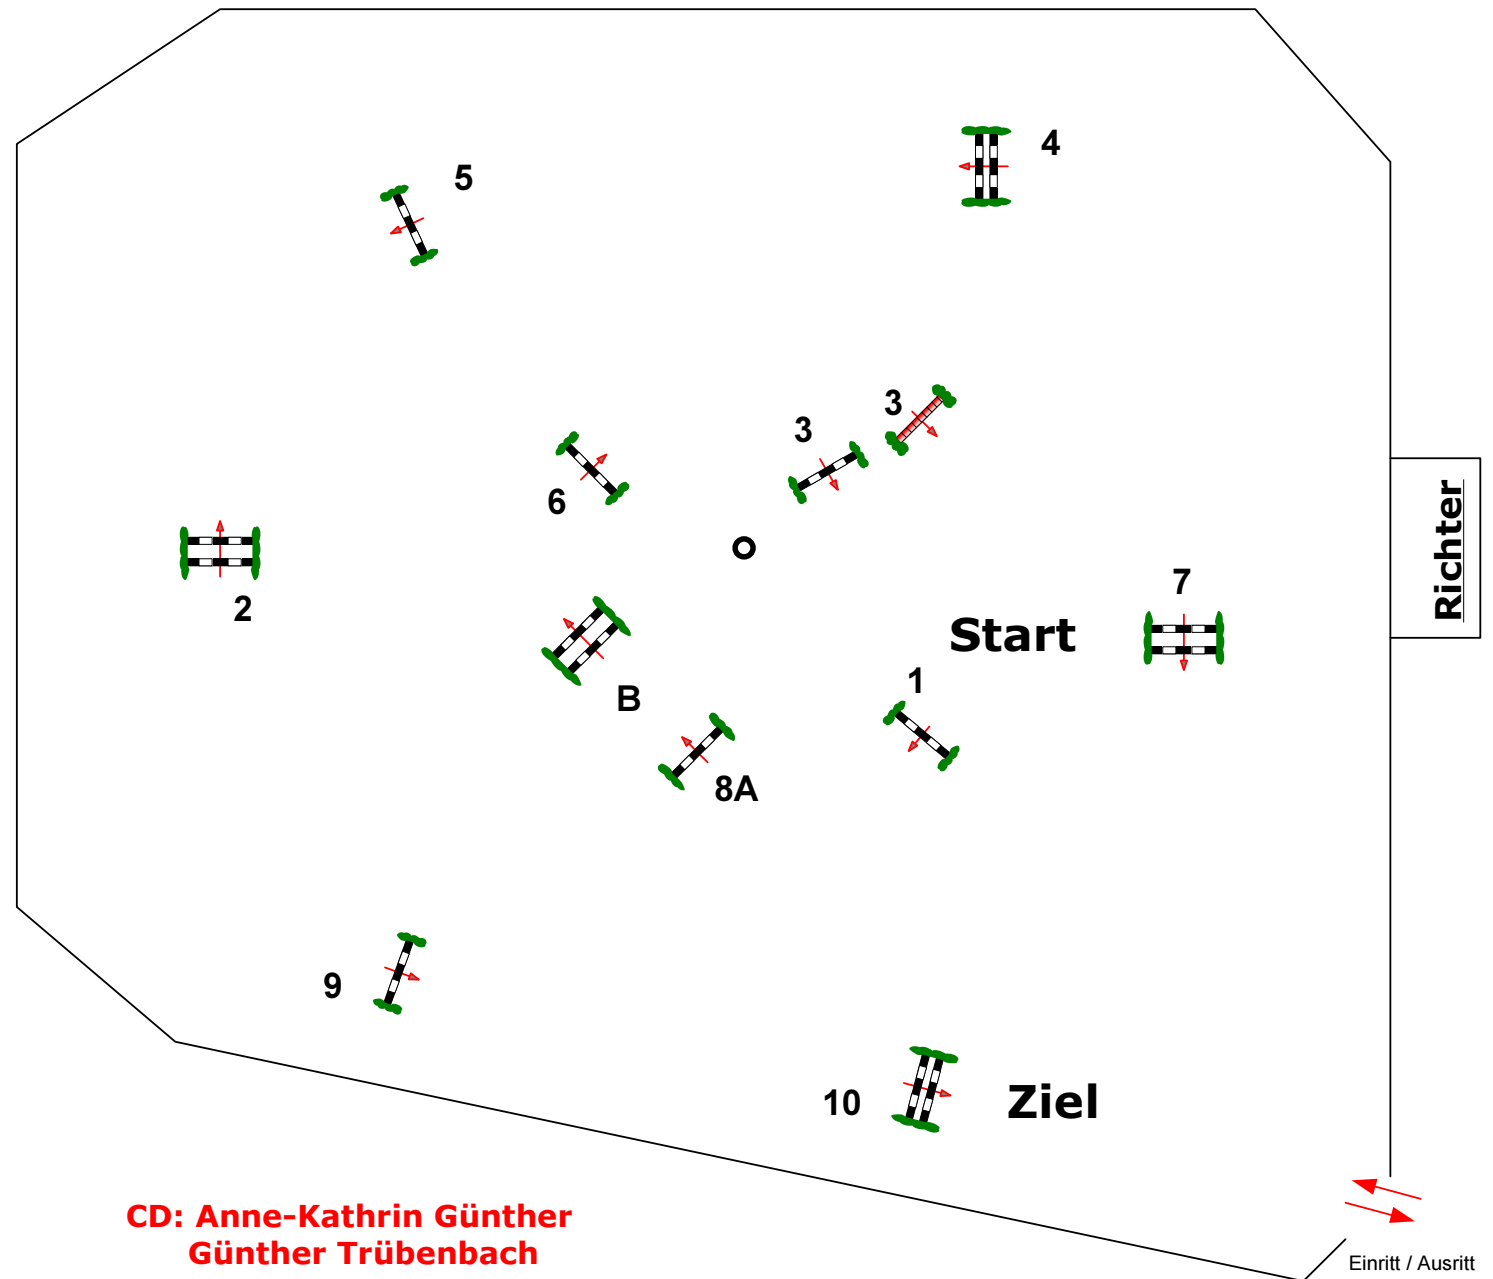 4
5
3
3
6
Richter
7
2
Start
1
B
8A
9
10
Ziel
CD: Anne-Kathrin Günther
Günther Trübenbach
Einritt / Ausritt